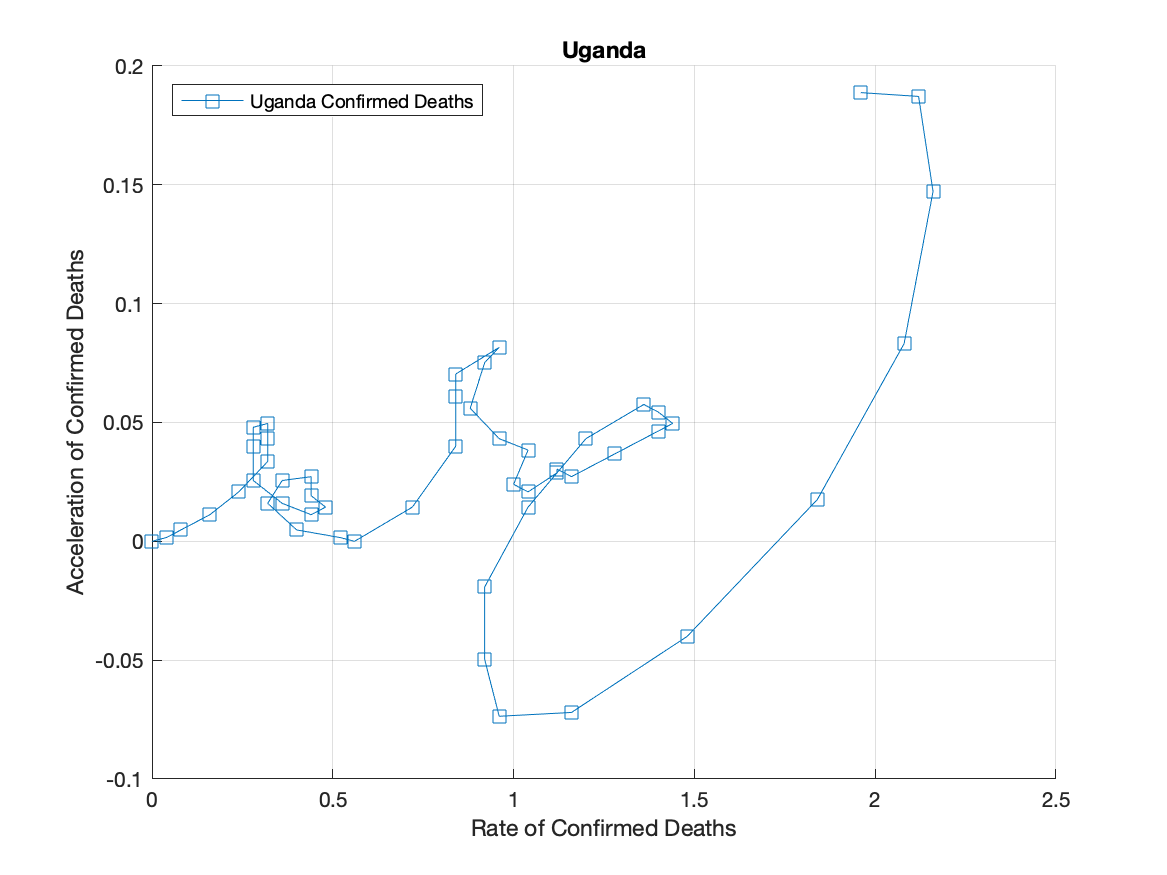 Uganda
Uganda Confirmed Deaths
Acceleration of Confirmed Deaths
0.2
0.15
0.1
0.05
0
-0.05
-0.1
0 0.5 1 1.5 2 2.5
Rate of Confirmed Deaths